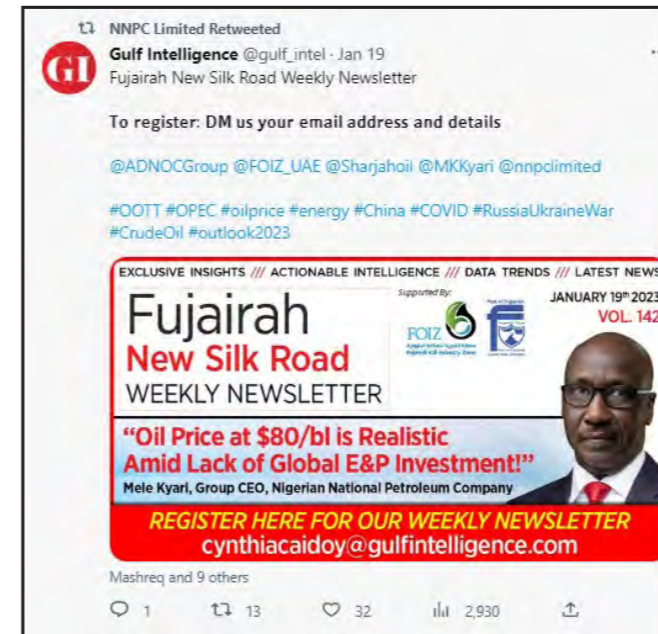 NNPC Limited Retweeted
Gulf Intelligence @gulf_intel · Jan 19
Fujairah New Silk Road Weekly Newsletter
To register: DM us your email address and details
@ADNOCGroup @FOIZ_UAE @Sharjahoil @MKKyari @nnpclimited
#OOTT #OPEC #oilprice #energy #China #COVID #RussiaUkraineWar
#CrudeOil #outlook2023
EXCLUSIVE INSIGHTS /// ACTIONABLE INTELLIGENCE /// DATA TRENDS /// LATEST NEWS
Supported By:
JANUARY 19th 2023
VOL. 142
FOIZ
Fujairah
New Silk Road
WEEKLY NEWSLETTER
“Oil Price at $80/bl is Realistic
Amid Lack of Global E&P Investment!”
Mele Kyari, Group CEO, Nigerian National Petroleum Company
REGISTER HERE FOR OUR WEEKLY NEWSLETTER
cynthiacaidoy@gulfintelligence.com
Mashreq and 9 others
1 13 32 2,930